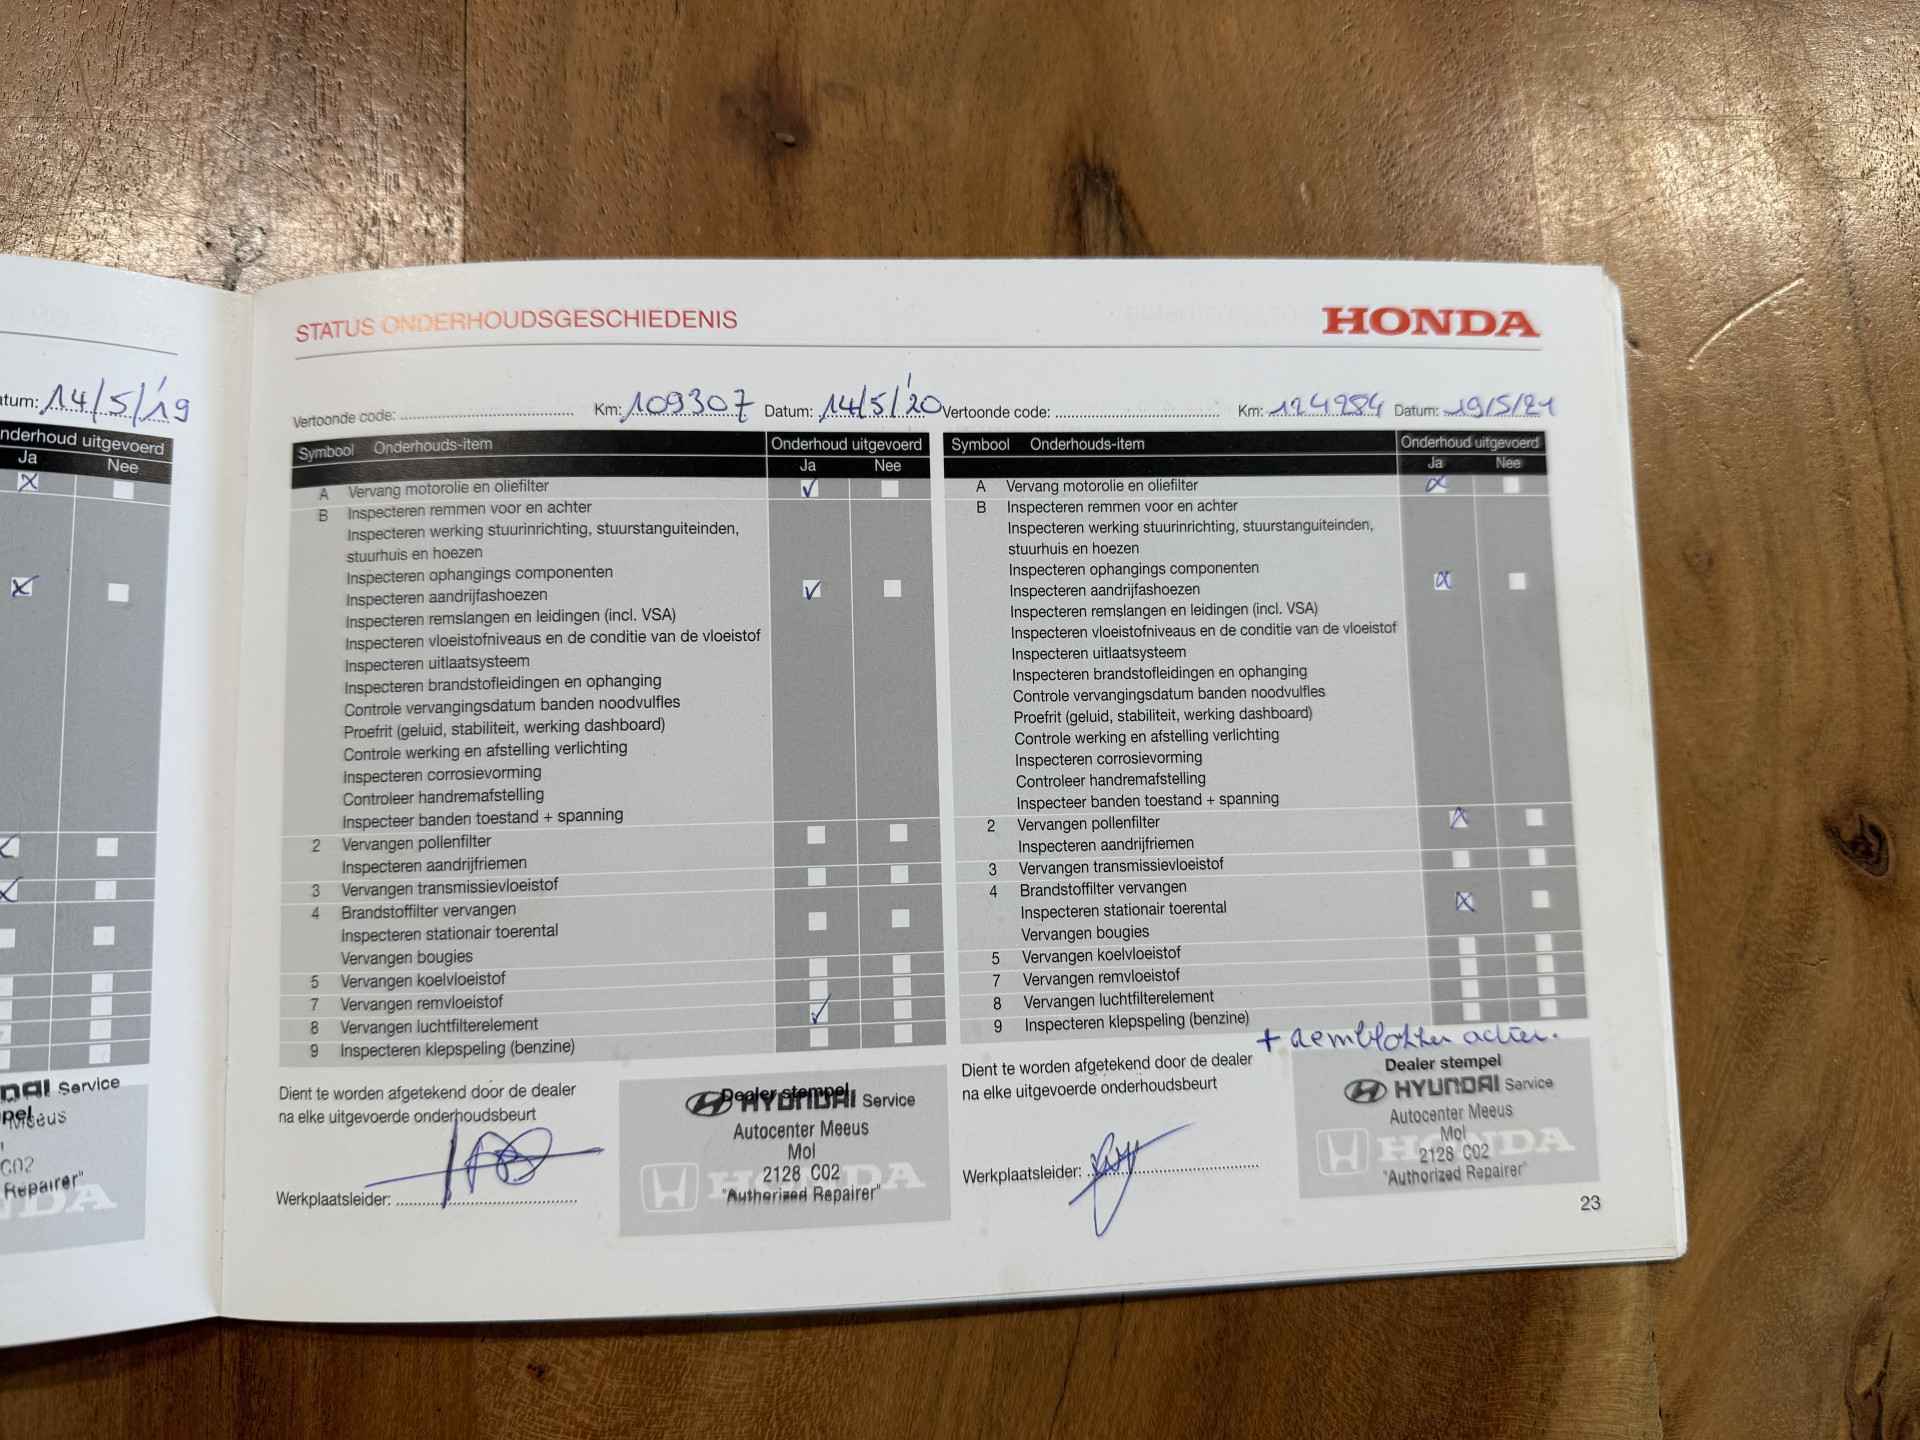 atum: 14/5/'19
nderhoud uitgevoerd
Ja Nee
NDAI Service
pel
Meeus
C02
Repairer"
NDA
STATUS ONDERHOUDSGESCHIEDENIS
HONDA
Vertoonde code: Km: 109307 Datum: 14/5/'20
Symbool Onderhouds-item Onderhoud uitgevoerd
Ja Nee
A Vervang motorolie en oliefilter
B Inspecteren remmen voor en achter
Inspecteren werking stuurinrichting, stuurstanguiteinden,
stuurhuis en hoezen
Inspecteren ophangings componenten
Inspecteren aandrijfashoezen
Inspecteren remslangen en leidingen (incl. VSA)
Inspecteren vloeistofniveaus en de conditie van de vloeistof
Inspecteren uitlaatsysteem
Inspecteren brandstofleidingen en ophanging
Controle vervangingsdatum banden noodvulfles
Proefrit (geluid, stabiliteit, werking dashboard)
Controle werking en afstelling verlichting
Inspecteren corrosievorming
Controleer handremafstelling
Inspecteer banden toestand + spanning
2 Vervangen pollenfilter
Inspecteren aandrijfriemen
3 Vervangen transmissievloeistof
4 Brandstoffilter vervangen
Inspecteren stationair toerental
Vervangen bougies
5 Vervangen koelvloeistof
7 Vervangen remvloeistof
8 Vervangen luchtfilterelement
9 Inspecteren klepspeling (benzine)
Dient te worden afgetekend door de dealer
na elke uitgevoerde onderhoudsbeurt
Werkplaatsleider:
Dealer stempel
HYUNDAI Service
Autocenter Meeus
Mol
2128 C02
HONDA
"Authorized Repairer"
Vertoonde code: Km: 124284 Datum: 19/5/21
Symbool Onderhouds-item Onderhoud uitgevoerd
Ja Nee
A Vervang motorolie en oliefilter
B Inspecteren remmen voor en achter
Inspecteren werking stuurinrichting, stuurstanguiteinden,
stuurhuis en hoezen
Inspecteren ophangings componenten
Inspecteren aandrijfashoezen
Inspecteren remslangen en leidingen (incl. VSA)
Inspecteren vloeistofniveaus en de conditie van de vloeistof
Inspecteren uitlaatsysteem
Inspecteren brandstofleidingen en ophanging
Controle vervangingsdatum banden noodvulfles
Proefrit (geluid, stabiliteit, werking dashboard)
Controle werking en afstelling verlichting
Inspecteren corrosievorming
Controleer handremafstelling
Inspecteer banden toestand + spanning
2 Vervangen pollenfilter
Inspecteren aandrijfriemen
3 Vervangen transmissievloeistof
4 Brandstoffilter vervangen
Inspecteren stationair toerental
Vervangen bougies
5 Vervangen koelvloeistof
7 Vervangen remvloeistof
8 Vervangen luchtfilterelement
9 Inspecteren klepspeling (benzine)
+ remblokken achter.
Dient te worden afgetekend door de dealer
na elke uitgevoerde onderhoudsbeurt
Werkplaatsleider:
Dealer stempel
HYUNDAI Service
Autocenter Meeus
Mol
HONDA
2128 C02
"Authorized Repairer"
23